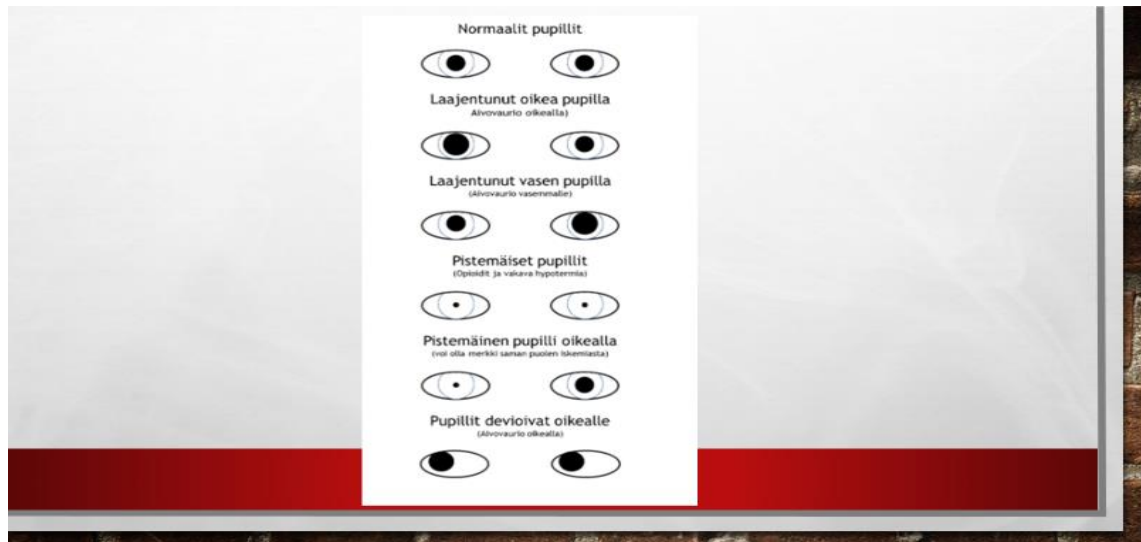 Normaalit pupillit
Laajentunut oikea pupilla
Aivovaurio oikealla)
Laajentunut vasen pupilla
(Aivovaurio vasemmalle)
Pistemäiset pupillit
(Opioidit ja vakava hypotermia)
Pistemäinen pupilli oikealla
(voi olla merkki saman puolen iskemiasta)
Pupillit devioivat oikealle
(Aivovaurio oikealla)